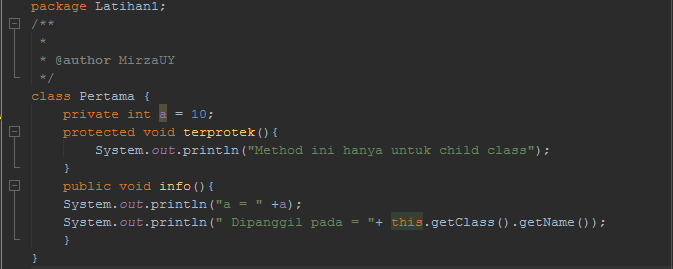 package Latihan1;
/**
 *
 * @author MirzaUY
 */
class Pertama {
    private int a = 10;
    protected void terprotek(){
        System.out.println("Method ini hanya untuk child class");
    }
    public void info(){
    System.out.println("a = " +a);
    System.out.println(" Dipanggil pada = "+ this.getClass().getName());
    }
}